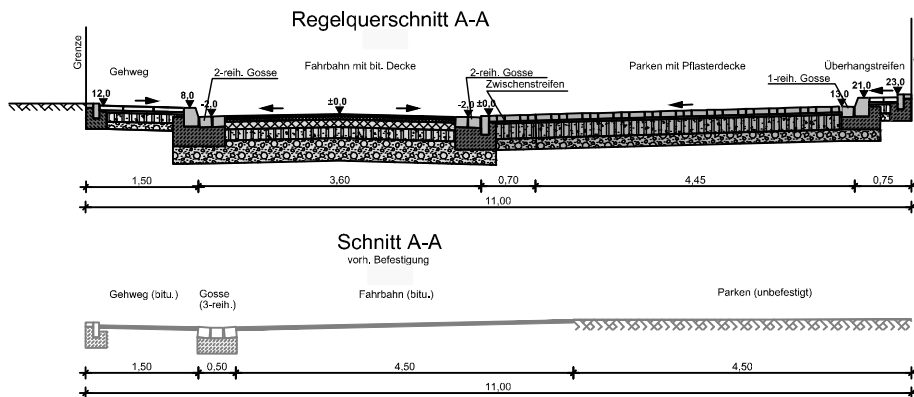 Regelquerschnitt A-A
Grenze
Gehweg
2-reih. Gosse
Fahrbahn mit bit. Decke
2-reih. Gosse
Zwischenstreifen
Parken mit Pflasterdecke
Überhangstreifen
1-reih. Gosse
12,0
8,0
-2,0
±0,0
-2,0
±0,0
13,0
21,0
23,0
1,50
3,60
0,70
4,45
0,75
11,00
Schnitt A-A
vorh. Befestigung
Gehweg (bitu.)
Gosse
(3-reih.)
Fahrbahn (bitu.)
Parken (unbefestigt)
1,50
0,50
4,50
4,50
11,00